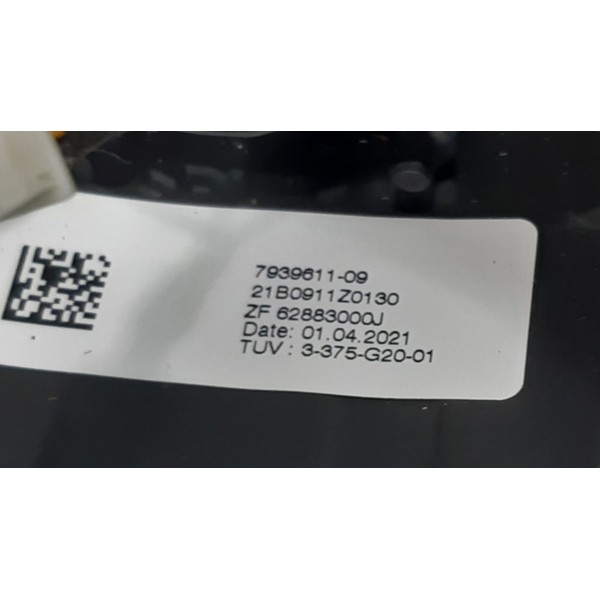 7939611-09
21B0911Z0130
ZF 62883000J
Date: 01.04.2021
TUV : 3-375-G20-01